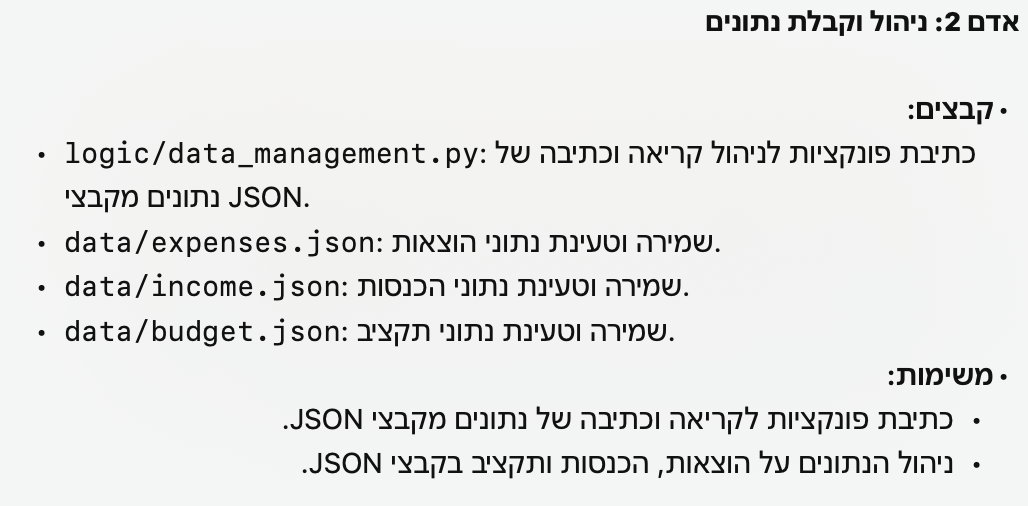 אדם 2: ניהול וקבלת נתונים
• קבצים:
• logic/data_management.py: כתיבת פונקציות לניהול קריאה וכתיבה של
נתונים מקבצי JSON.
• data/expenses.json: שמירה וטעינת נתוני הוצאות.
• data/income.json: שמירה וטעינת נתוני הכנסות.
• data/budget.json: שמירה וטעינת נתוני תקציב.
• משימות:
• כתיבת פונקציות לקריאה וכתיבה של נתונים מקבצי JSON.
• ניהול הנתונים על הוצאות, הכנסות ותקציב בקבצי JSON.